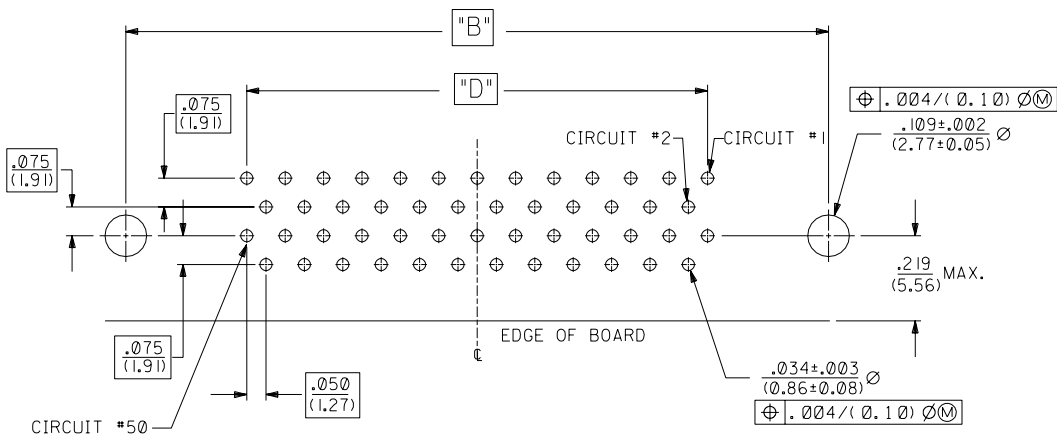 "B"
"D"
.075
(1.91)
⌖ .004/(0.10) Ø Ⓜ
.109±.002 Ø
(2.77±0.05)
CIRCUIT #2
CIRCUIT #1
.075
(1.91)
.219 MAX.
(5.56)
EDGE OF BOARD
℄
.075
(1.91)
.050
(1.27)
.034±.003 Ø
(0.86±0.08)
⌖ .004/(0.10) Ø Ⓜ
CIRCUIT #50